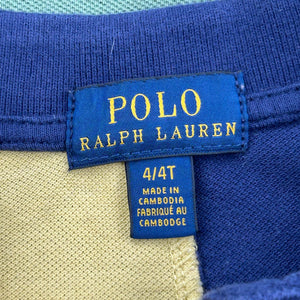 POLO
RALPH LAUREN
4/4T
MADE IN
CAMBODIA
FABRIQUÉ AU
CAMBODGE